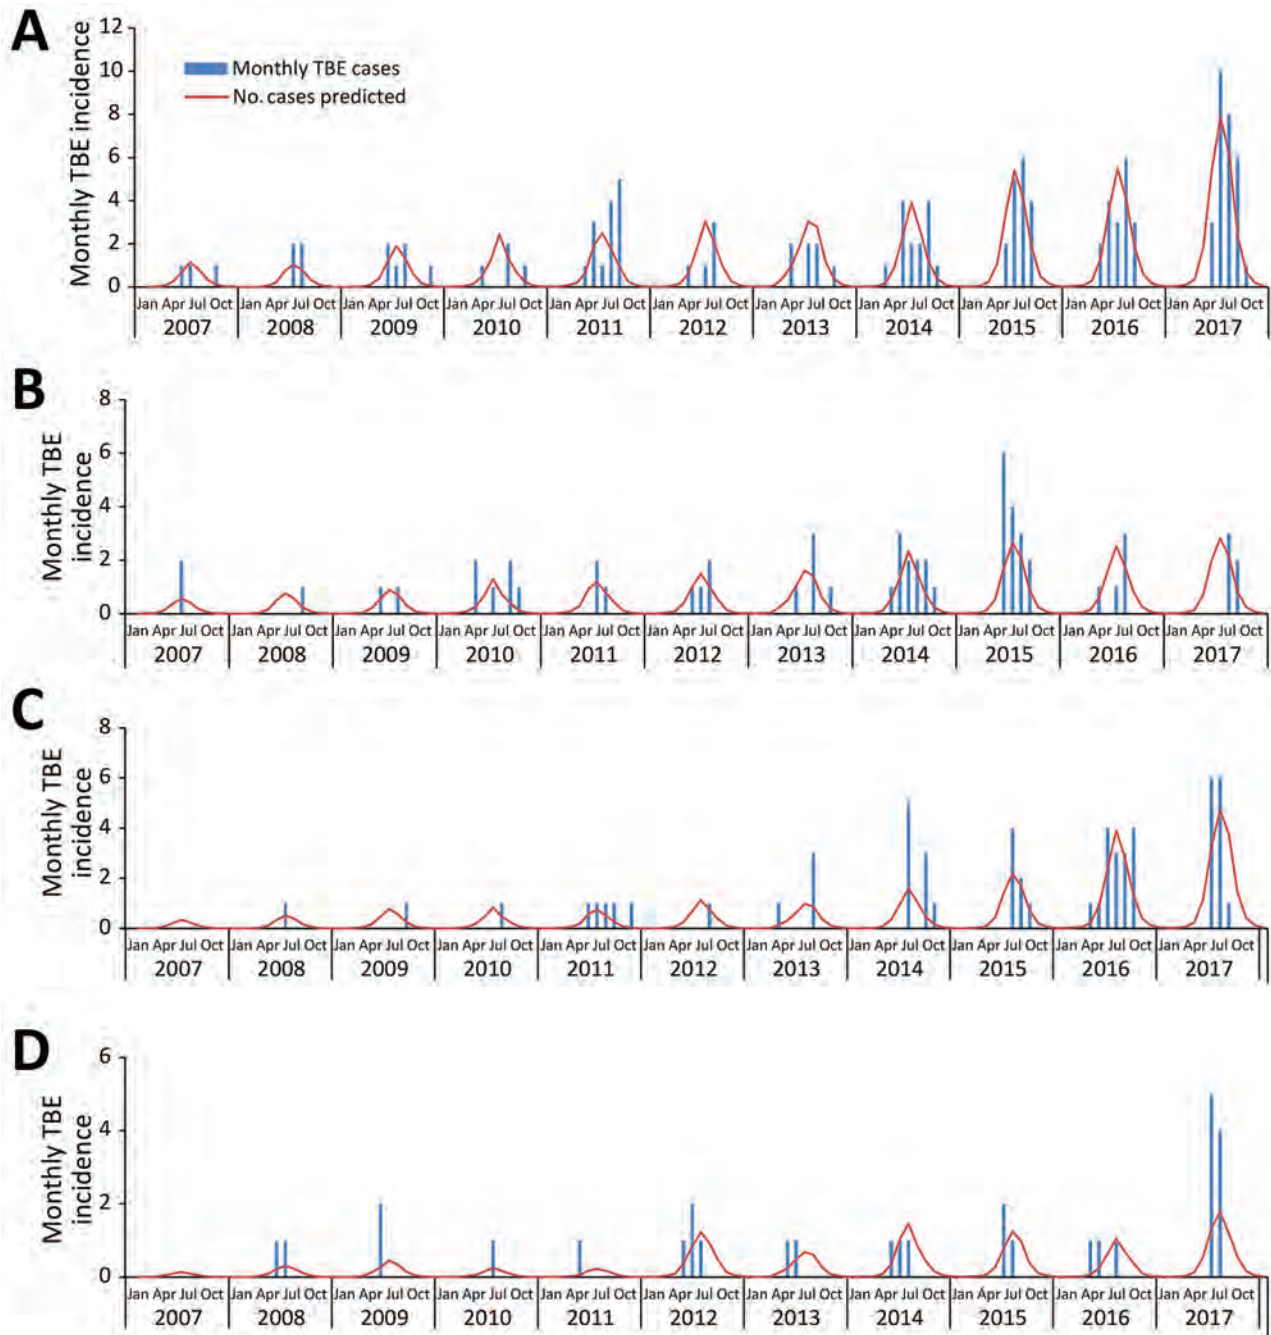 A
Monthly TBE incidence
12
10
8
6
4
2
0
Monthly TBE cases
No. cases predicted
Jan Apr Jul Oct Jan Apr Jul Oct Jan Apr Jul Oct Jan Apr Jul Oct Jan Apr Jul Oct Jan Apr Jul Oct Jan Apr Jul Oct Jan Apr Jul Oct Jan Apr Jul Oct Jan Apr Jul Oct Jan Apr Jul Oct
2007 2008 2009 2010 2011 2012 2013 2014 2015 2016 2017
B
Monthly TBE
incidence
8
6
4
2
0
Jan Apr Jul Oct Jan Apr Jul Oct Jan Apr Jul Oct Jan Apr Jul Oct Jan Apr Jul Oct Jan Apr Jul Oct Jan Apr Jul Oct Jan Apr Jul Oct Jan Apr Jul Oct Jan Apr Jul Oct Jan Apr Jul Oct
2007 2008 2009 2010 2011 2012 2013 2014 2015 2016 2017
C
Monthly TBE
incidence
8
6
4
2
0
Jan Apr Jul Oct Jan Apr Jul Oct Jan Apr Jul Oct Jan Apr Jul Oct Jan Apr Jul Oct Jan Apr Jul Oct Jan Apr Jul Oct Jan Apr Jul Oct Jan Apr Jul Oct Jan Apr Jul Oct Jan Apr Jul Oct
2007 2008 2009 2010 2011 2012 2013 2014 2015 2016 2017
D
Monthly TBE
incidence
6
4
2
0
Jan Apr Jul Oct Jan Apr Jul Oct Jan Apr Jul Oct Jan Apr Jul Oct Jan Apr Jul Oct Jan Apr Jul Oct Jan Apr Jul Oct Jan Apr Jul Oct Jan Apr Jul Oct Jan Apr Jul Oct Jan Apr Jul Oct
2007 2008 2009 2010 2011 2012 2013 2014 2015 2016 2017